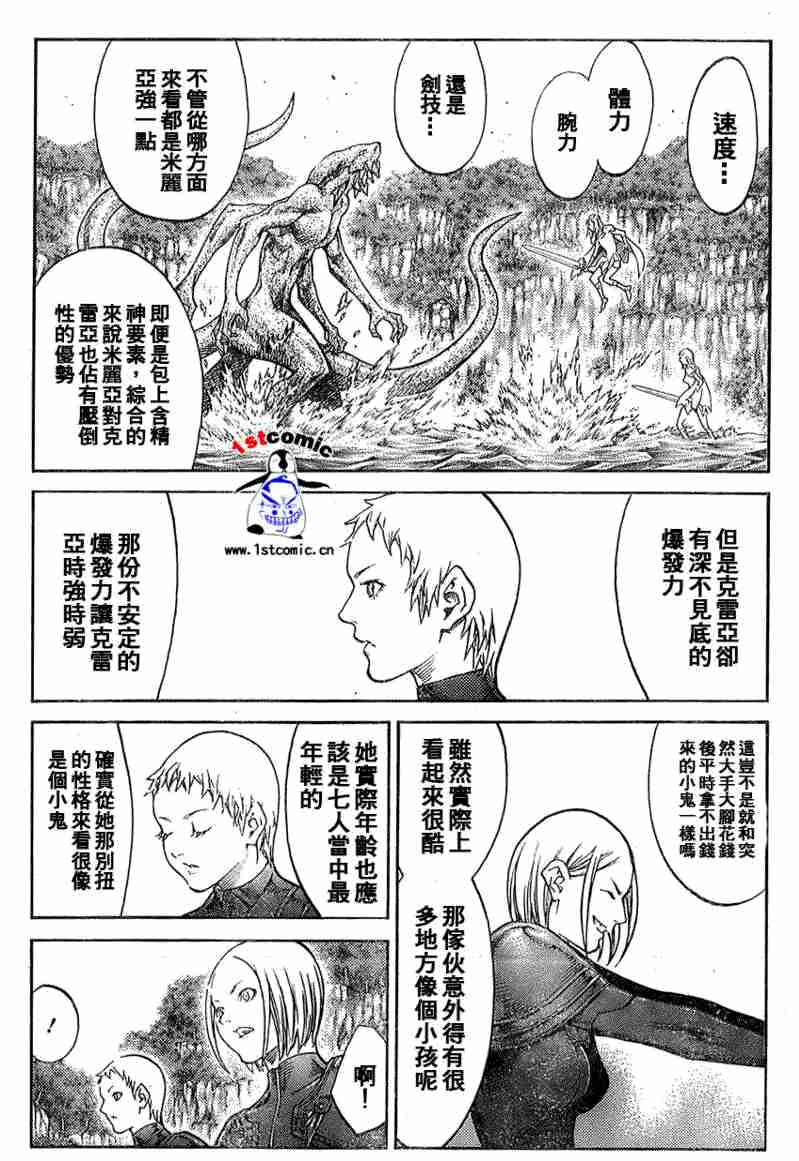 速度⋯
體力
腕力
還是
劍技⋯
不管從哪方面
來看都是米麗
亞強一點
即便是包上含精
神要素，綜合的
來說米麗亞對克
雷亞也佔有壓倒
性的優勢
1stcomic
www.1stcomic.cn
但是克雷亞卻
有深不見底的
爆發力
那份不安定的
爆發力讓克雷
亞時強時弱
這豈不是就和突
然大手大腳花錢
後平時拿不出錢
來的小鬼一樣嗎
雖然實際上
看起來很酷
那傢伙意外得有很
多地方像個小孩呢
她實際年齡也應
該是七人當中最
年輕的
確實從她那別扭
的性格來看很像
是個小鬼
啊！
！